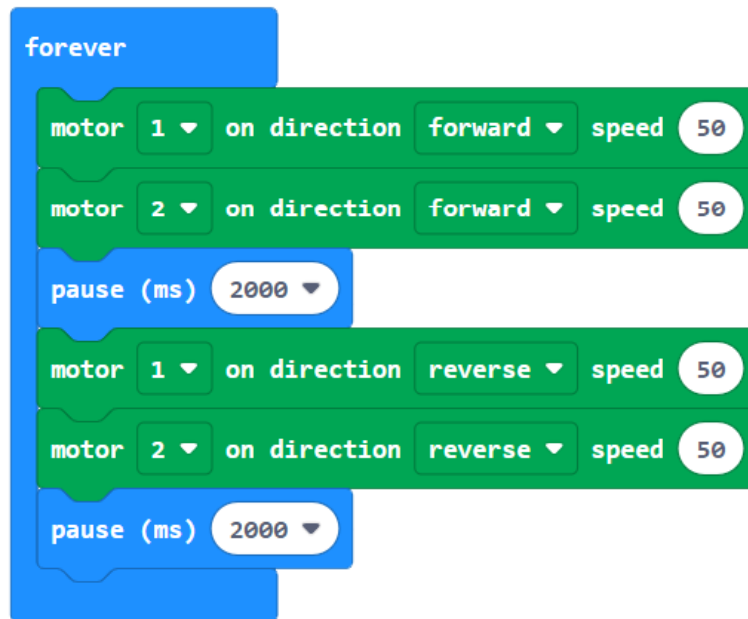 forever
motor 1 on direction forward speed 50
motor 2 on direction forward speed 50
pause (ms) 2000
motor 1 on direction reverse speed 50
motor 2 on direction reverse speed 50
pause (ms) 2000